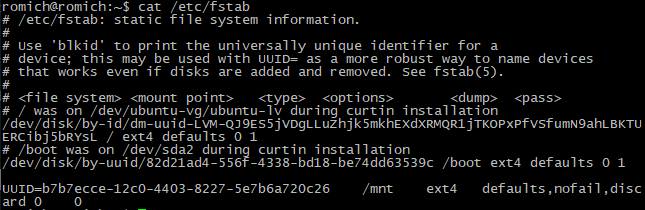 romich@romich:~$ cat /etc/fstab
# /etc/fstab: static file system information.
#
# Use 'blkid' to print the universally unique identifier for a
# device; this may be used with UUID= as a more robust way to name devices
# that works even if disks are added and removed. See fstab(5).
#
# <file system> <mount point>   <type>  <options>       <dump>  <pass>
# / was on /dev/ubuntu-vg/ubuntu-lv during curtin installation
/dev/disk/by-id/dm-uuid-LVM-QJ9ES5jVDgLLuZhjk5mkhEXdXRMQR1jTKOPxPfVSfumN9ahLBKTU
ERCibj5bRYsL / ext4 defaults 0 1
# /boot was on /dev/sda2 during curtin installation
/dev/disk/by-uuid/82d21ad4-556f-4338-bd18-be74dd63539c /boot ext4 defaults 0 1
UUID=b7b7ecce-12c0-4403-8227-5e7b6a720c26    /mnt    ext4   defaults,nofail,disc
ard 0    0